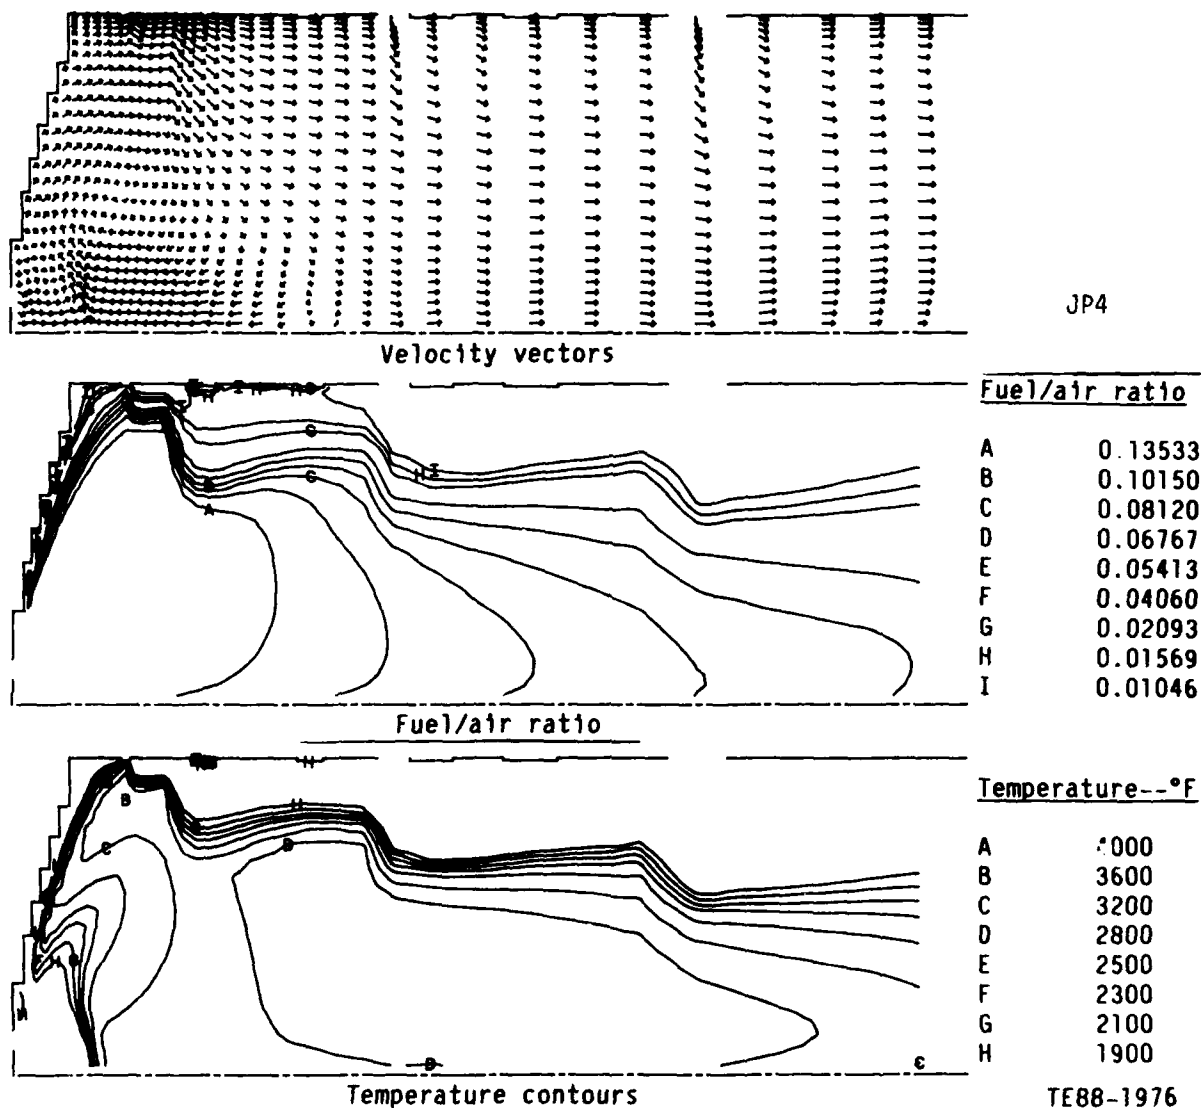 JP4
Velocity vectors
Fuel/air ratio
A 0.13533
B 0.10150
C 0.08120
D 0.06767
E 0.05413
F 0.04060
G 0.02093
H 0.01569
I 0.01046
I
H
I
H
H
G
H
I
G
A
Fuel/air ratio
Temperature--°F
A
B 3600
C 3200
D 2800
E 2500
F 2300
G 2100
H 1900
H
B
H
C
D
H
D
C
Temperature contours
TE88-1976